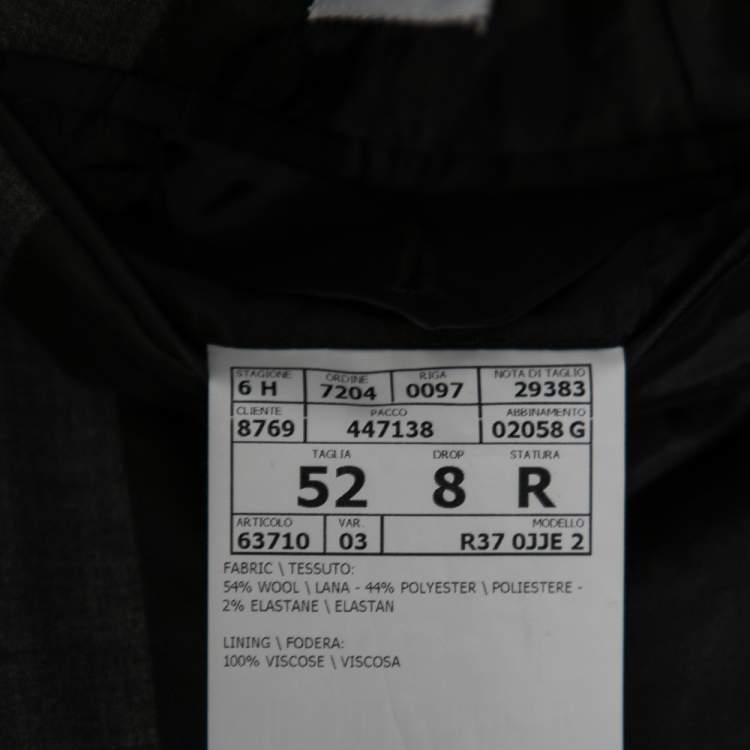 STAGIONE ORDINE RIGA NOTA DI TAGLIO
6 H 7204 0097 29383
CLIENTE PACCO ABBINAMENTO
8769 447138 02058 G
TAGLIA DROP STATURA
52 8 R
ARTICOLO VAR. MODELLO
63710 03 R37 0JJE 2
FABRIC \ TESSUTO:
54% WOOL \ LANA - 44% POLYESTER \ POLIESTERE -
2% ELASTANE \ ELASTAN
LINING \ FODERA:
100% VISCOSE \ VISCOSA